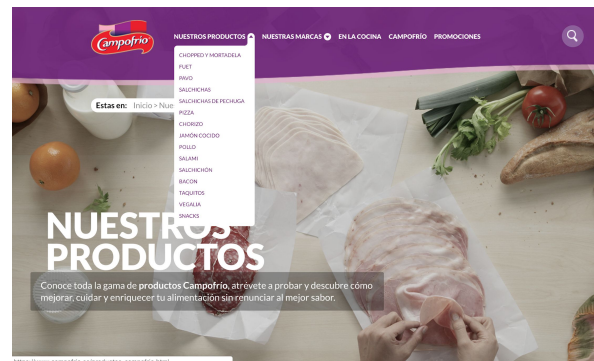 Campofrío
NUESTROS PRODUCTOS
NUESTRAS MARCAS
EN LA COCINA
CAMPOFRÍO
PROMOCIONES
CHOPPED Y MORTADELA
FUET
PAVO
SALCHICHAS
SALCHICHAS DE PECHUGA
PIZZA
CHORIZO
JAMÓN COCIDO
POLLO
SALAMI
SALCHICHÓN
BACON
TAQUITOS
VEGALIA
SNACKS
Estas en: Inicio > Nue
NUESTROS
PRODUCTOS
Conoce toda la gama de productos Campofrío, atrévete a probar y descubre cómo
mejorar, cuidar y enriquecer tu alimentación sin renunciar al mejor sabor.